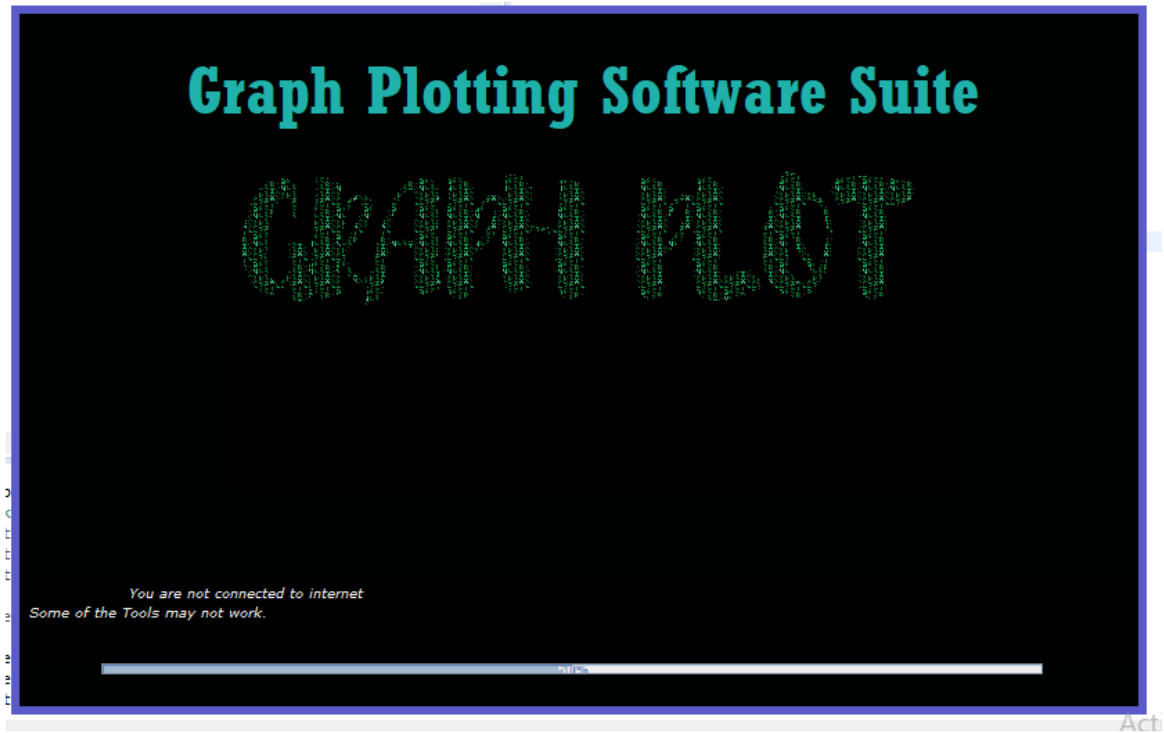 Graph Plotting Software Suite
GRAPH PLOT
You are not connected to internet
Some of the Tools may not work.